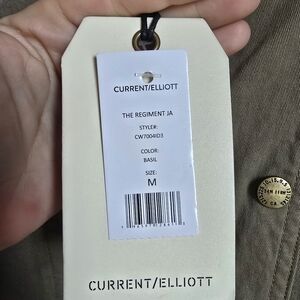 CURRENT/ELLIOTT
THE REGIMENT JA
STYLE#:
CW7004ID3
COLOR:
BASIL
SIZE:
M
CURRENT/ELLIOTT